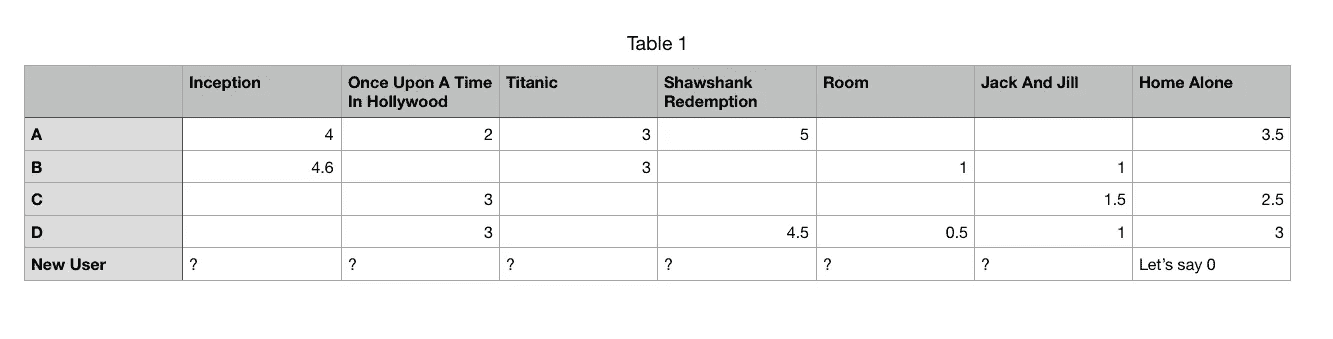 Table 1
Inception Once Upon A Time In Hollywood Titanic Shawshank Redemption Room Jack And Jill Home Alone
A 4 2 3 5 3.5
B 4.6 3 1 1
C 3 1.5 2.5
D 3 4.5 0.5 1 3
New User ? ? ? ? ? ? Let’s say 0